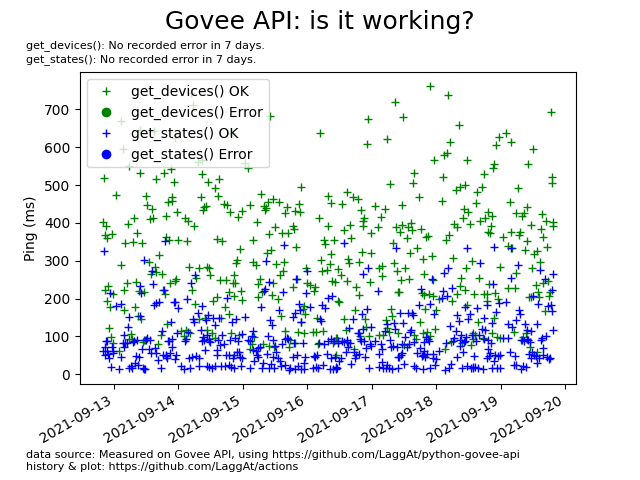 Govee API: is it working?
get_devices(): No recorded error in 7 days.
get_states(): No recorded error in 7 days.
get_devices() OK
get_devices() Error
get_states() OK
get_states() Error
Ping (ms)
700
600
500
400
300
200
100
0
2021-09-13
2021-09-14
2021-09-15
2021-09-16
2021-09-17
2021-09-18
2021-09-19
2021-09-20
data source: Measured on Govee API, using https://github.com/LaggAt/python-govee-api
history & plot: https://github.com/LaggAt/actions